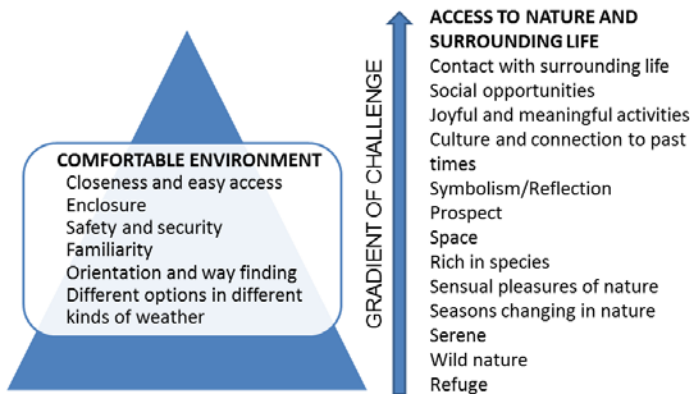 COMFORTABLE ENVIRONMENT
Closeness and easy access
Enclosure
Safety and security
Familiarity
Orientation and way finding
Different options in different
kinds of weather
GRADIENT OF CHALLENGE
ACCESS TO NATURE AND
SURROUNDING LIFE
Contact with surrounding life
Social opportunities
Joyful and meaningful activities
Culture and connection to past
times
Symbolism/Reflection
Prospect
Space
Rich in species
Sensual pleasures of nature
Seasons changing in nature
Serene
Wild nature
Refuge